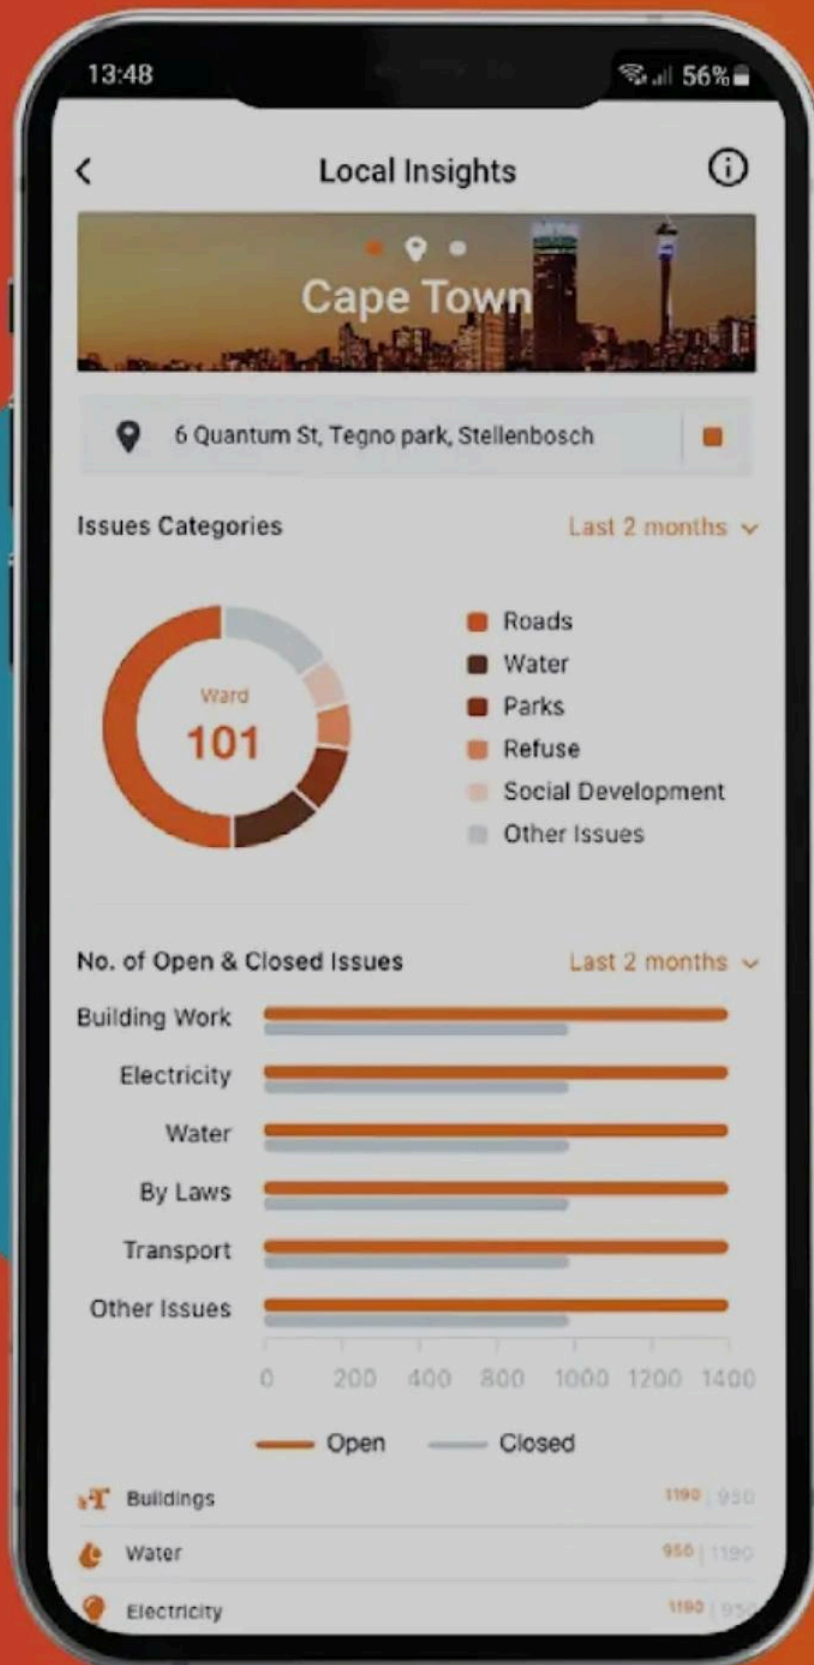 13:48 56%
Local Insights
Cape Town
6 Quantum St, Tegno park, Stellenbosch
Issues Categories Last 2 months
Ward
101
Roads
Water
Parks
Refuse
Social Development
Other Issues
No. of Open & Closed Issues Last 2 months
Building Work
Electricity
Water
By Laws
Transport
Other Issues
0 200 400 800 1000 1200 1400
Open Closed
Buildings 1190 | 950
Water 950 | 1190
Electricity 1190 | 950